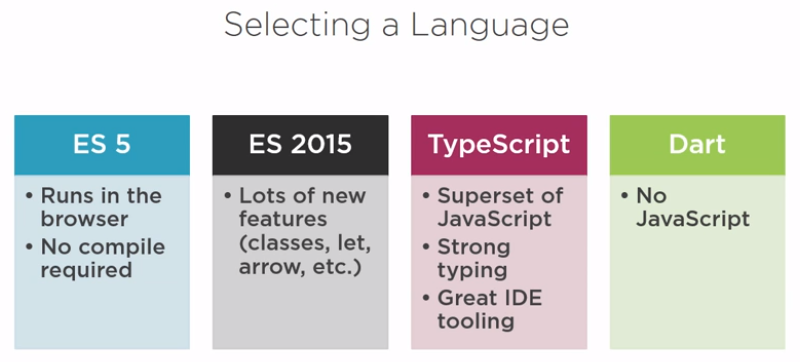 Selecting a Language
ES 5
• Runs in the
browser
• No compile
required
ES 2015
• Lots of new
features
(classes, let,
arrow, etc.)
TypeScript
• Superset of
JavaScript
• Strong
typing
• Great IDE
tooling
Dart
• No
JavaScript